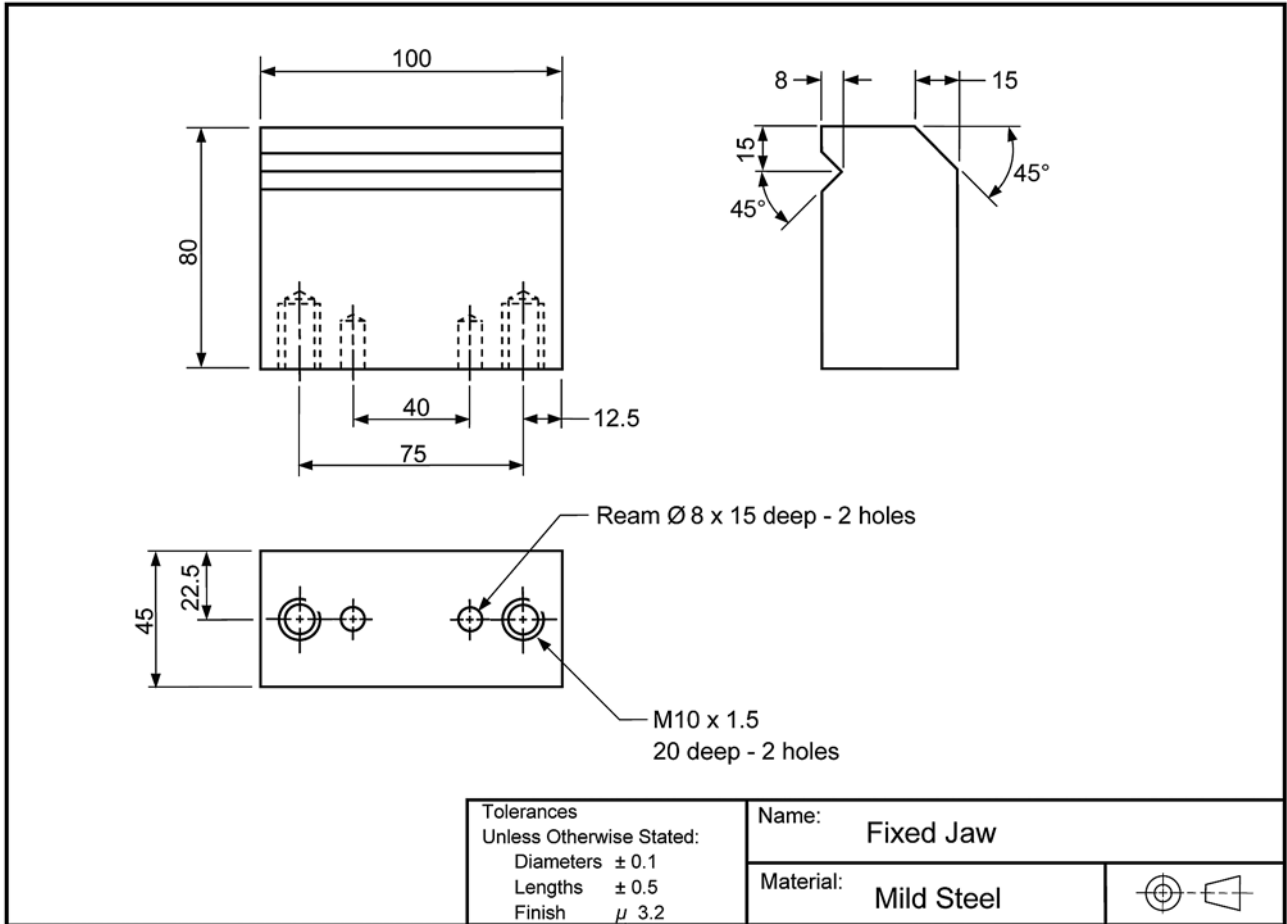 100
8
15
15
45°
45°
80
40
12.5
75
Ream Ø 8 x 15 deep - 2 holes
22.5
45
M10 x 1.5
20 deep - 2 holes
Tolerances
Unless Otherwise Stated:
Diameters ± 0.1
Lengths ± 0.5
Finish μ 3.2
Name: Fixed Jaw
Material: Mild Steel